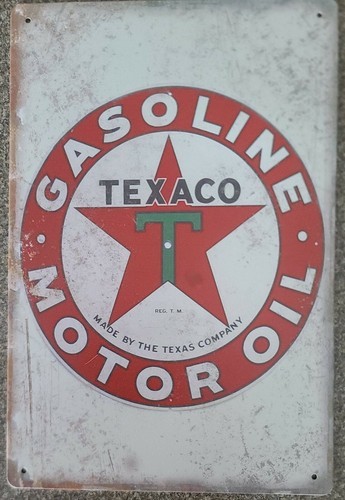 GASOLINE
TEXACO
T
REG. T. M.
MADE BY THE TEXAS COMPANY
MOTOR OIL